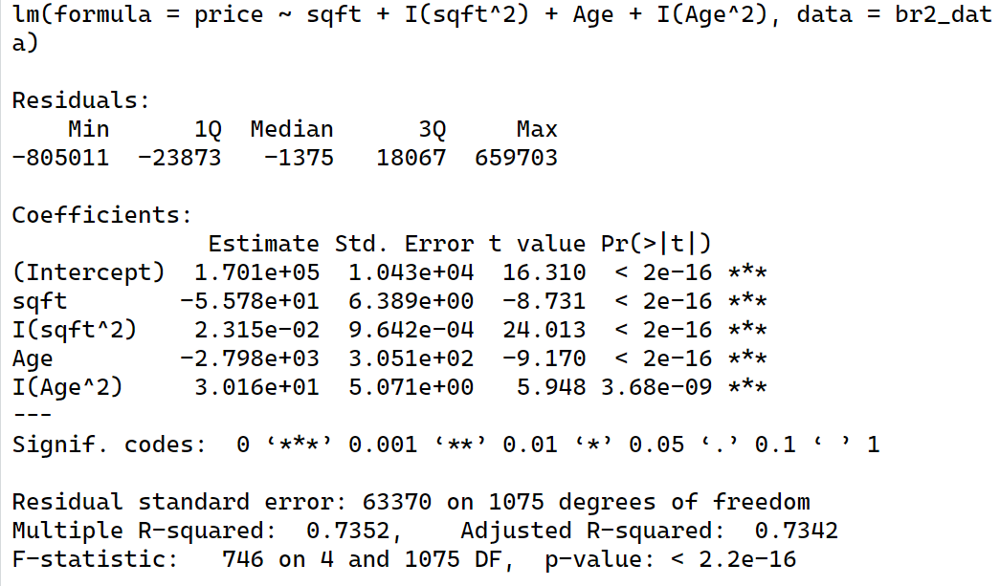 lm(formula = price ~ sqft + I(sqft^2) + Age + I(Age^2), data = br2_dat
a)
Residuals:
    Min      1Q  Median      3Q     Max
-805011  -23873   -1375   18067  659703
Coefficients:
              Estimate Std. Error t value Pr(>|t|)
(Intercept)  1.701e+05  1.043e+04  16.310  < 2e-16 ***
sqft        -5.578e+01  6.389e+00  -8.731  < 2e-16 ***
I(sqft^2)    2.315e-02  9.642e-04  24.013  < 2e-16 ***
Age         -2.798e+03  3.051e+02  -9.170  < 2e-16 ***
I(Age^2)     3.016e+01  5.071e+00   5.948 3.68e-09 ***
---
Signif. codes:  0 ‘***’ 0.001 ‘**’ 0.01 ‘*’ 0.05 ‘.’ 0.1 ‘ ’ 1
Residual standard error: 63370 on 1075 degrees of freedom
Multiple R-squared:  0.7352,	Adjusted R-squared:  0.7342
F-statistic:   746 on 4 and 1075 DF,  p-value: < 2.2e-16